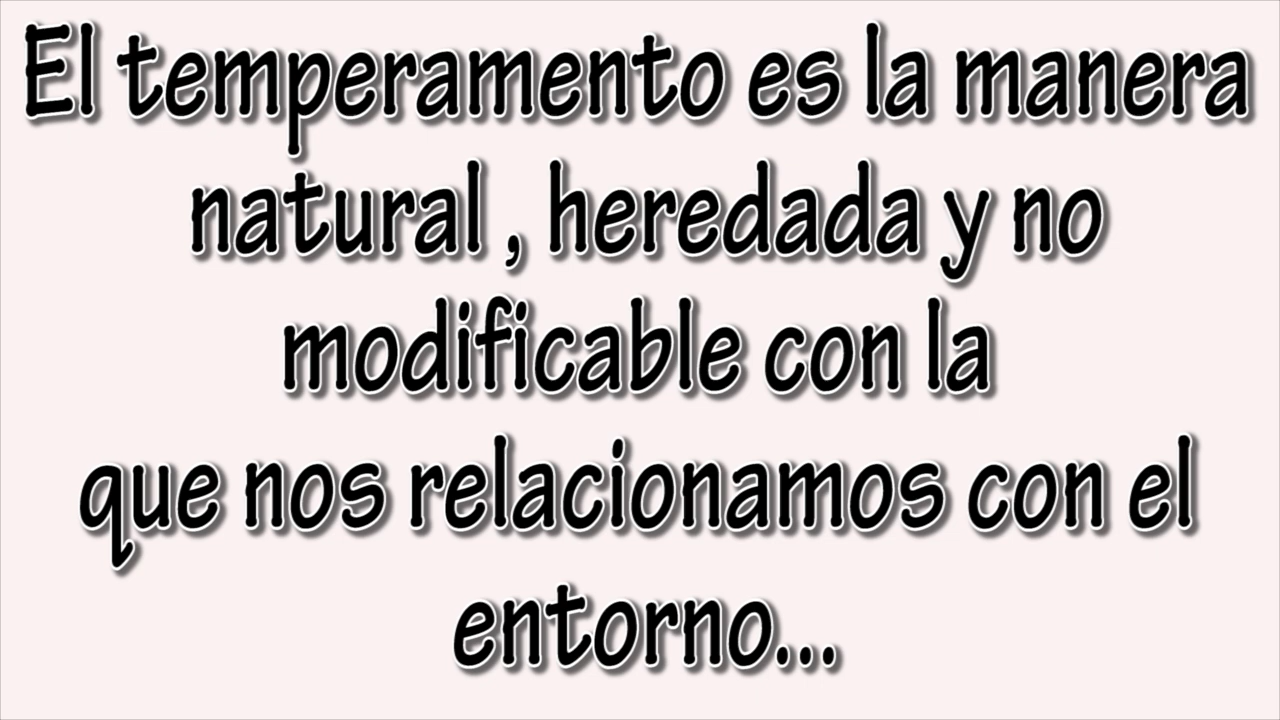 El temperamento es la manera
natural , heredada y no
modificable con la
que nos relacionamos con el
entorno...